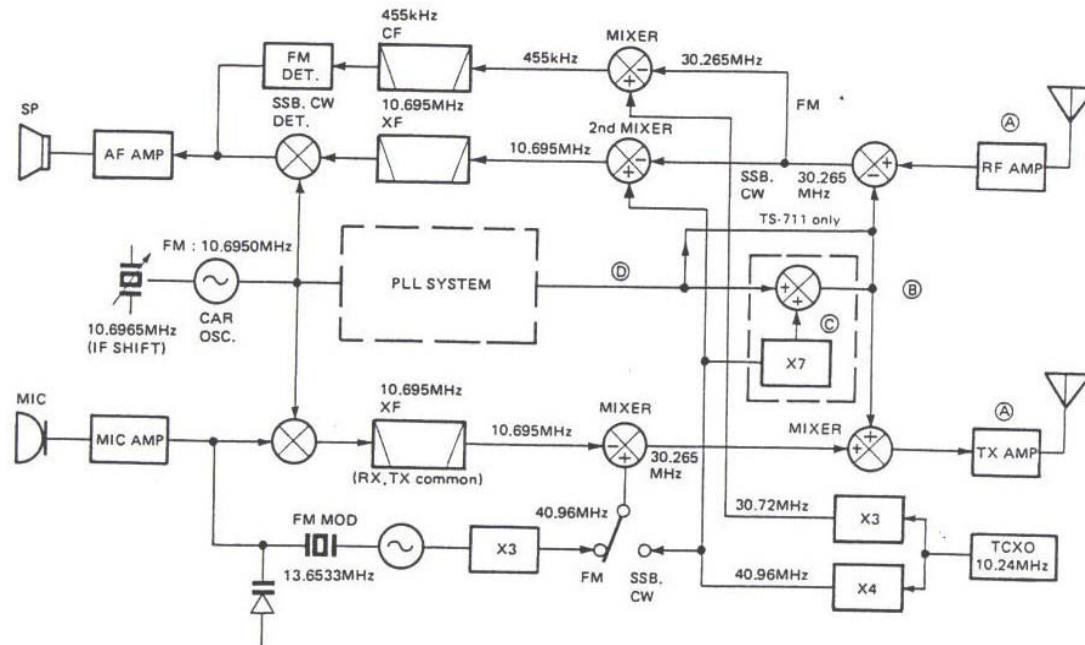 455kHz
CF
MIXER
FM
DET.
455kHz
30.265MHz
SP
SSB. CW
DET.
10.695MHz
XF
2nd MIXER
FM
Ⓐ
AF AMP
10.695MHz
SSB.
CW
30.265
MHz
RF AMP
TS-711 only
FM : 10.6950MHz
PLL SYSTEM
Ⓓ
Ⓑ
Ⓒ
10.6965MHz
(IF SHIFT)
CAR
OSC.
X7
MIC
10.695MHz
XF
MIXER
MIXER
Ⓐ
MIC AMP
10.695MHz
30.265
MHz
TX AMP
(RX, TX common)
FM MOD
40.96MHz
30.72MHz
X3
13.6533MHz
X3
FM
SSB.
CW
40.96MHz
X4
TCXO
10.24MHz